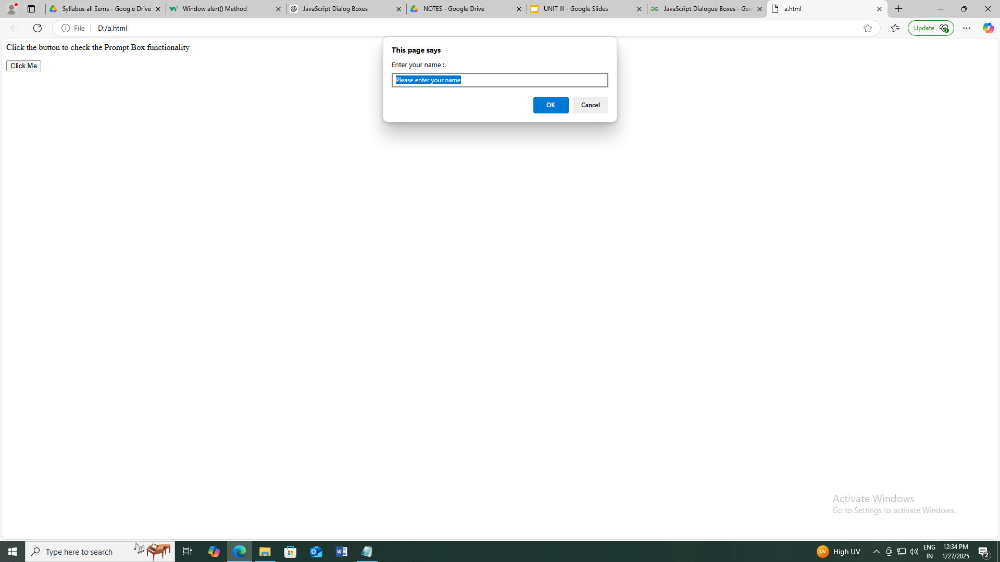 Syllabus all Sems - Google Drive
Window alert() Method
JavaScript Dialog Boxes
NOTES - Google Drive
UNIT III - Google Slides
JavaScript Dialogue Boxes - Gee
a.html
File
D:/a.html
Update
Click the button to check the Prompt Box functionality
Click Me
This page says
Enter your name :
Please enter your name
OK
Cancel
Activate Windows
Go to Settings to activate Windows.
Type here to search
UV
High UV
ENG
IN
12:34 PM
1/27/2025
2